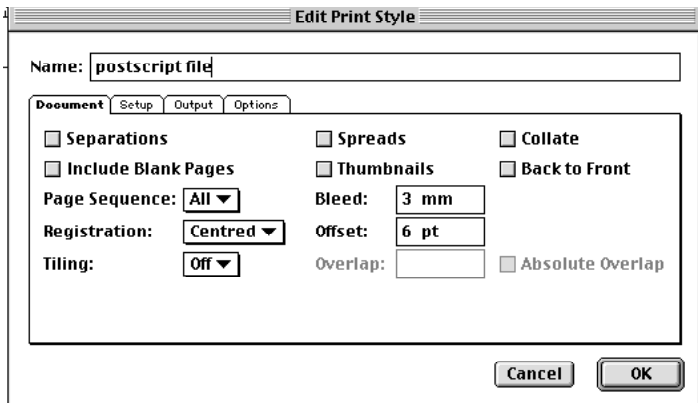 Edit Print Style
Name: postscript file
Document Setup Output Options
Separations Spreads Collate
Include Blank Pages Thumbnails Back to Front
Page Sequence: All Bleed: 3 mm
Registration: Centred Offset: 6 pt
Tiling: Off Overlap: Absolute Overlap
Cancel OK